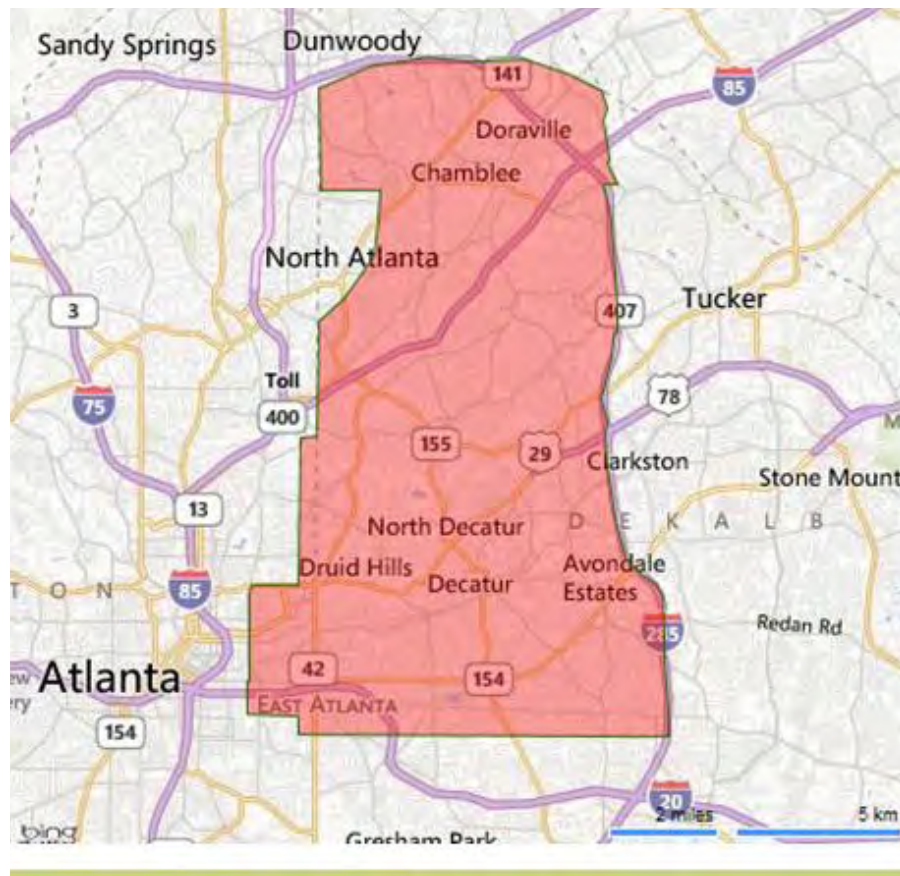 Sandy Springs
Dunwoody
141
85
Doraville
Chamblee
North Atlanta
3
407
Tucker
Toll
400
75
78
155
29
Clarkston
Stone Mount
13
D E K A L B
North Decatur
Druid Hills
Decatur
Avondale
Estates
T O N
85
285
Redan Rd
Atlanta
42
154
EAST ATLANTA
154
20
2 miles
5 km
bing
Gresham Park